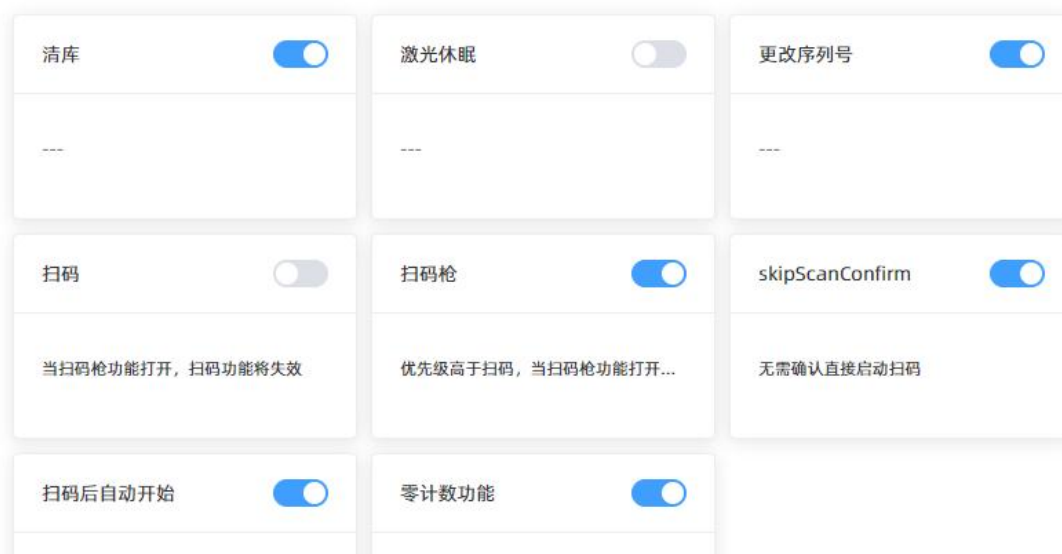 清库
激光休眠
更改序列号
---
---
---
扫码
扫码枪
skipScanConfirm
当扫码枪功能打开，扫码功能将失效
优先级高于扫码，当扫码枪功能打开...
无需确认直接启动扫码
扫码后自动开始
零计数功能